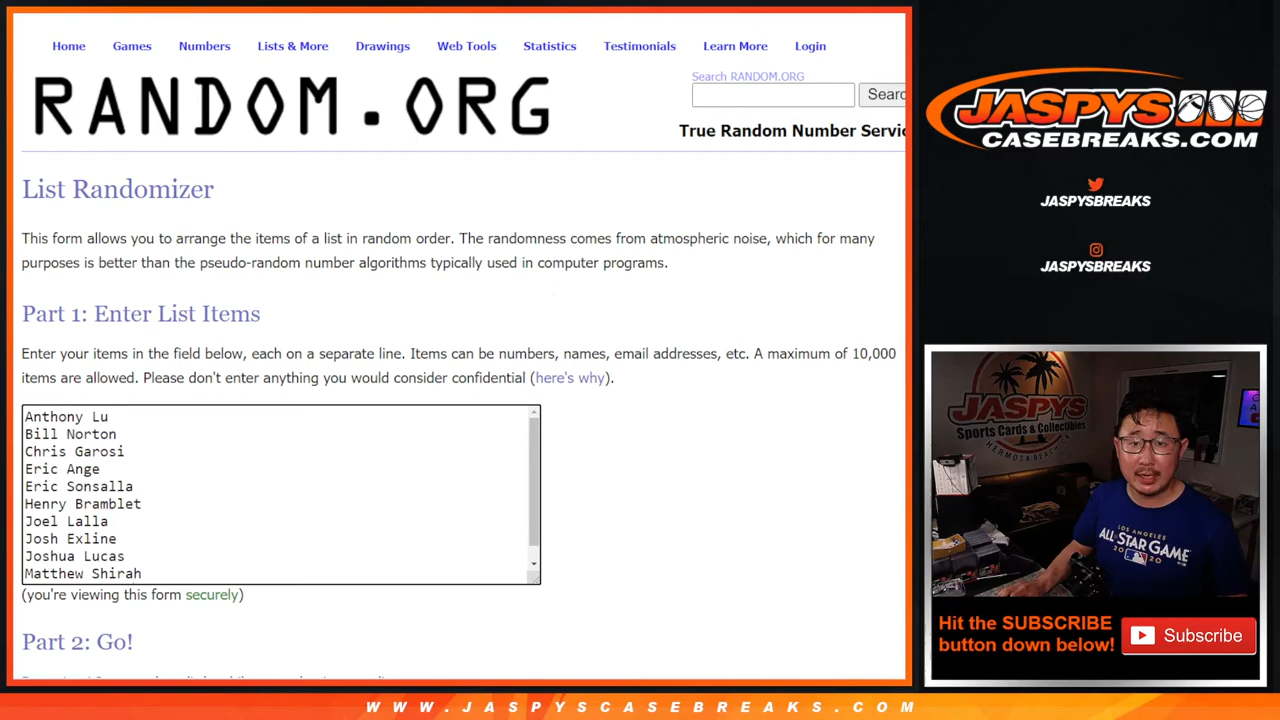 Home Games Numbers Lists & More Drawings Web Tools Statistics Testimonials Learn More Login
RANDOM.ORG
Search RANDOM.ORG
Searc
True Random Number Servic
List Randomizer
This form allows you to arrange the items of a list in random order. The randomness comes from atmospheric noise, which for many
purposes is better than the pseudo-random number algorithms typically used in computer programs.
Part 1: Enter List Items
Enter your items in the field below, each on a separate line. Items can be numbers, names, email addresses, etc. A maximum of 10,000
items are allowed. Please don't enter anything you would consider confidential (here's why).
Anthony Lu
Bill Norton
Chris Garosi
Eric Ange
Eric Sonsalla
Henry Bramblet
Joel Lalla
Josh Exline
Joshua Lucas
Matthew Shirah
(you're viewing this form securely)
Part 2: Go!
JASPYS
CASEBREAKS.COM
JASPYSBREAKS
JASPYSBREAKS
JASPYS
Sports Cards & Collectibles
HERMOSA BEACH, CA
LOS ANGELES
ALL STAR GAME
2020
Hit the SUBSCRIBE
button down below!
Subscribe
WWW.JASPYSCASEBREAKS.COM